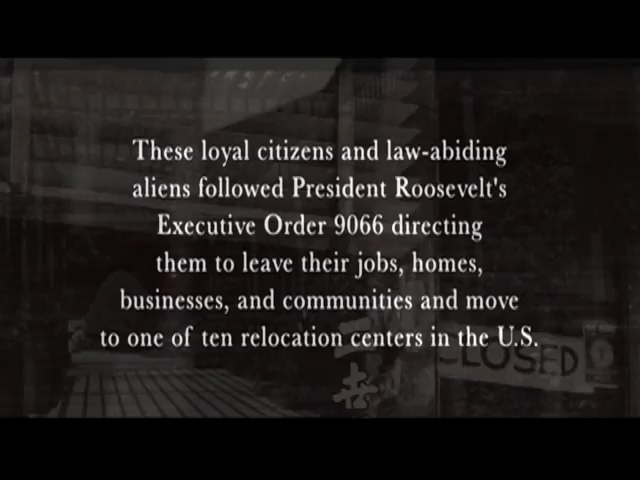 These loyal citizens and law-abiding
aliens followed President Roosevelt's
Executive Order 9066 directing
them to leave their jobs, homes,
businesses, and communities and move
to one of ten relocation centers in the U.S.
CLOSED